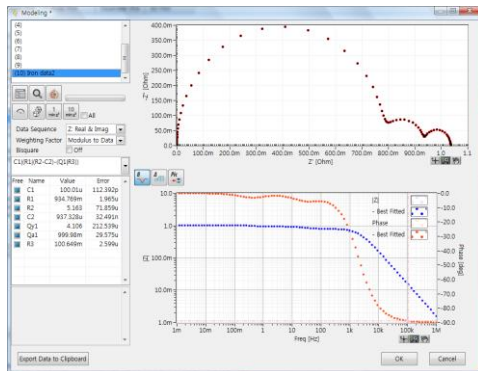 Modeling *
(4)
(5)
(6)
(7)
(8)
(9)
(10) Iron data2
All
Data Sequence Z: Real & Imag
Weighting Factor Modulus to Data
Bisquare Off
Free Name Value Error
C1 100.01u 112.392p
R1 934.769m 1.965u
R2 5.163 71.859u
C2 937.328u 32.491n
Qy1 4.106 212.539u
Qa1 999.98m 29.575u
R3 100.649m 2.599u
Export Data to Clipboard
-Z" [Ohm]
400.0m
350.0m
300.0m
250.0m
200.0m
150.0m
100.0m
50.0m
0.0
0.0 100.0m 200.0m 300.0m 400.0m 500.0m 600.0m 700.0m 800.0m 900.0m 1.0 1.1
Z' [Ohm]
|Z|
10.0
1.0
100.0m
10.0m
1.0m
|Z|
- Best Fitted
Phase
- Best Fitted
Phase [deg]
-0.0
-10.0
-20.0
-30.0
-40.0
-50.0
-60.0
-70.0
-80.0
-90.0
1m 10m 100m 1 10 100 1k 10k 100k 1M
Freq [Hz]
OK Cancel